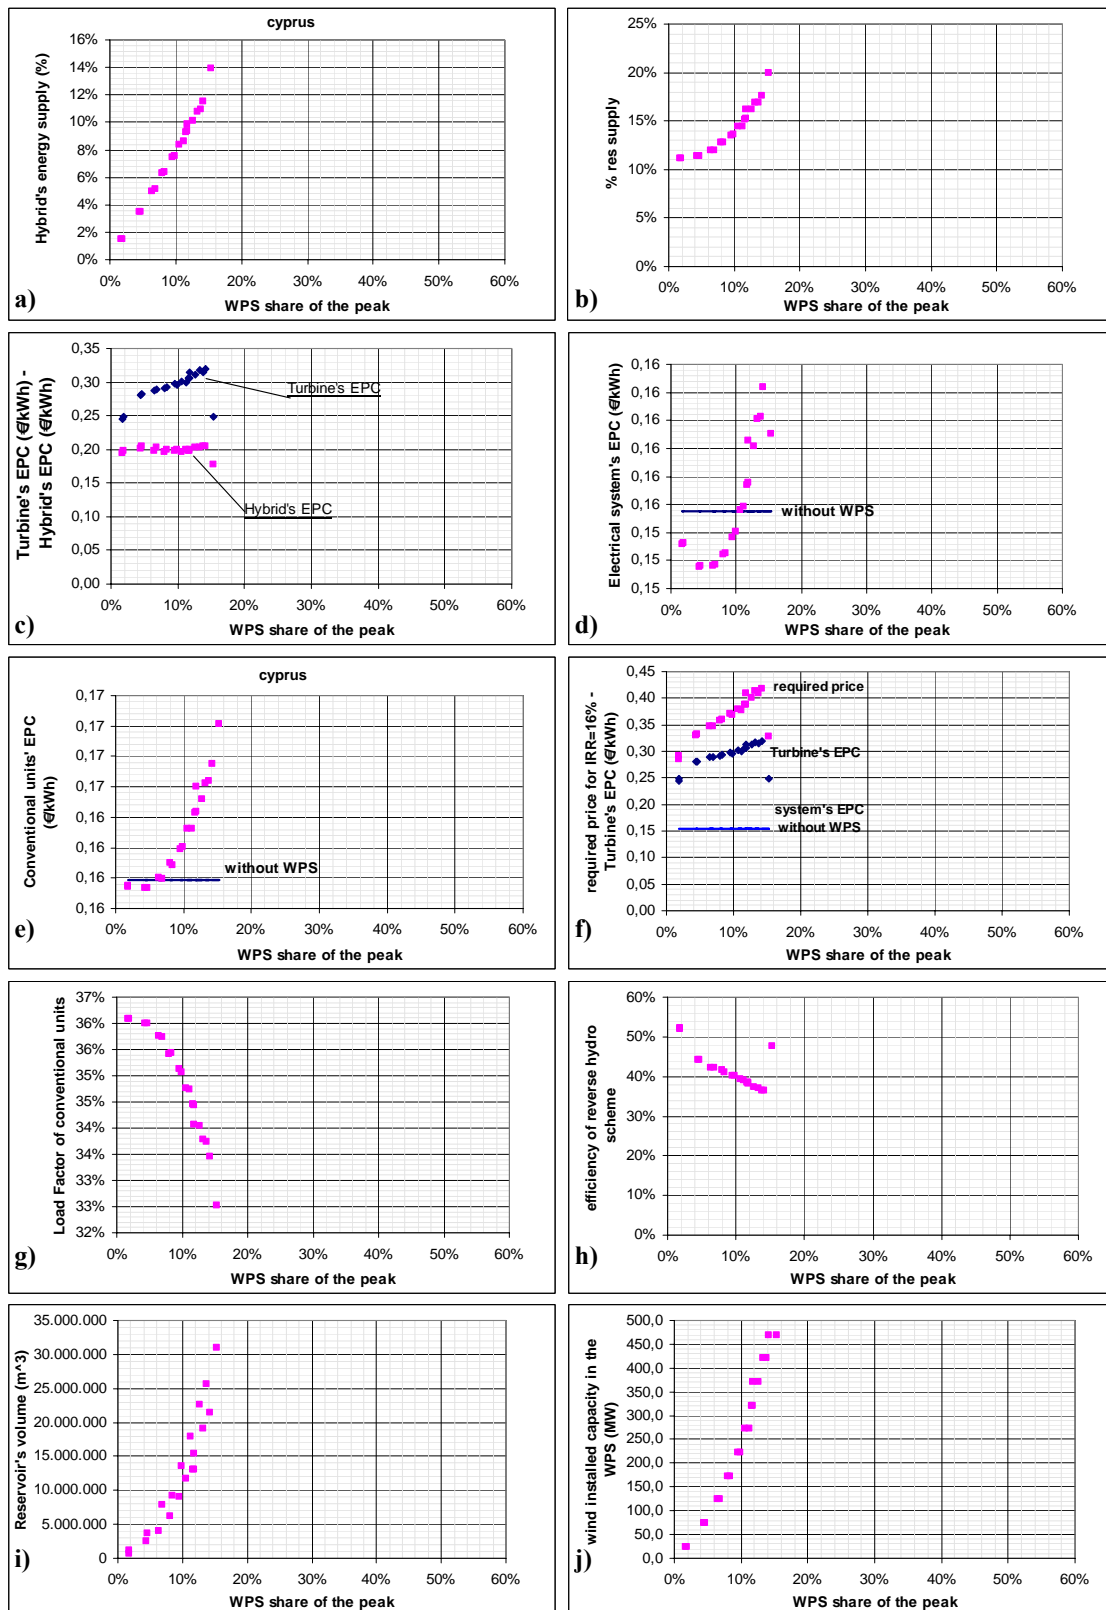 cyprus
16%
14%
12%
10%
8%
6%
4%
2%
0%
0% 10% 20% 30% 40% 50% 60%
Hybrid's energy supply (%)
WPS share of the peak
a)
25%
20%
15%
10%
5%
0%
0% 10% 20% 30% 40% 50% 60%
% res supply
WPS share of the peak
b)
0,35
0,30
0,25
0,20
0,15
0,10
0,05
0,00
0% 10% 20% 30% 40% 50% 60%
Turbine's EPC (€/kWh) -
Hybrid's EPC (€/kWh)
Turbine's EPC
Hybrid's EPC
WPS share of the peak
c)
0,16
0,16
0,16
0,15
0,15
0,16
0,16
0% 10% 20% 30% 40% 50% 60%
Electrical system's EPC (€/kWh)
without WPS
WPS share of the peak
d)
cyprus
0,17
0,17
0,17
0,17
0,16
0,16
0,16
0,16
0% 10% 20% 30% 40% 50% 60%
Conventional units' EPC
(€/kWh)
without WPS
WPS share of the peak
e)
0,45
0,40
0,35
0,30
0,25
0,20
0,15
0,10
0,05
0,00
0% 10% 20% 30% 40% 50% 60%
required price for IRR=16% -
Turbine's EPC (€/kWh)
required price
Turbine's EPC
system's EPC
without WPS
WPS share of the peak
f)
37%
36%
36%
35%
35%
34%
34%
33%
33%
32%
0% 10% 20% 30% 40% 50% 60%
Load Factor of conventional units
WPS share of the peak
g)
60%
50%
40%
30%
20%
10%
0%
0% 10% 20% 30% 40% 50% 60%
efficiency of reverse hydro
scheme
WPS share of the peak
h)
35.000.000
30.000.000
25.000.000
20.000.000
15.000.000
10.000.000
5.000.000
0
0% 10% 20% 30% 40% 50% 60%
Reservoir's volume (m^3)
WPS share of the peak
i)
500,0
450,0
400,0
350,0
300,0
250,0
200,0
150,0
100,0
50,0
0,0
0% 10% 20% 30% 40% 50% 60%
wind installed capacity in the
WPS (MW)
WPS share of the peak
j)